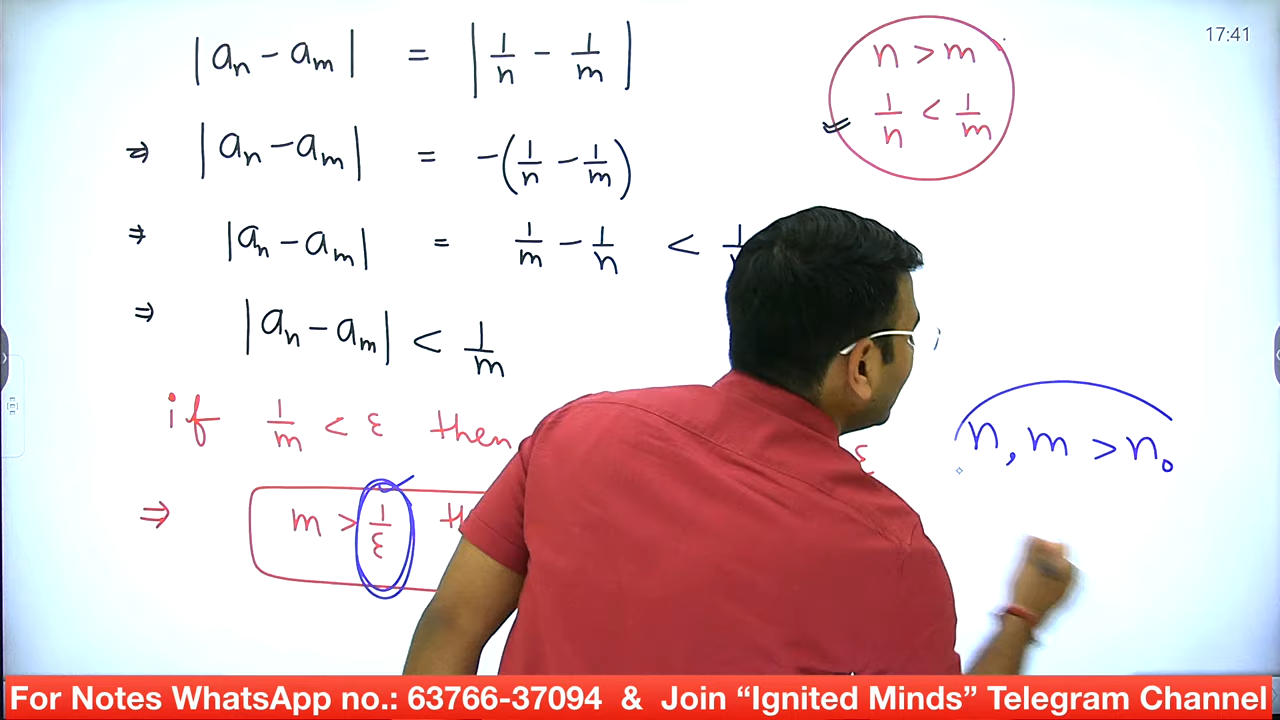 17:41
|aₙ - aₘ| = |1/n - 1/m|
n > m
1/n < 1/m
⇒ |aₙ - aₘ| = -(1/n - 1/m)
⇒ |aₙ - aₘ| = 1/m - 1/n <
⇒ |aₙ - aₘ| < 1/m
if 1/m < ε then ε
n, m > n₀
⇒ m > 1/ε
For Notes WhatsApp no.: 63766-37094 & Join “Ignited Minds” Telegram Channel